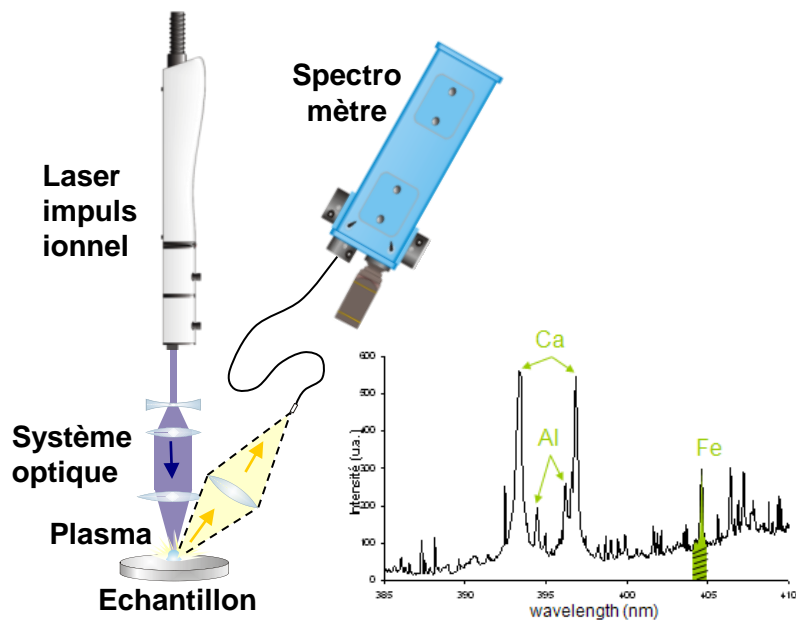 Spectro
mètre
Laser
impuls
ionnel
Système
optique
Plasma
Echantillon
Ca
Al
Fe
Intensité (u.a.)
600
500
400
300
200
100
0
385
390
395
400
405
410
wavelength (nm)